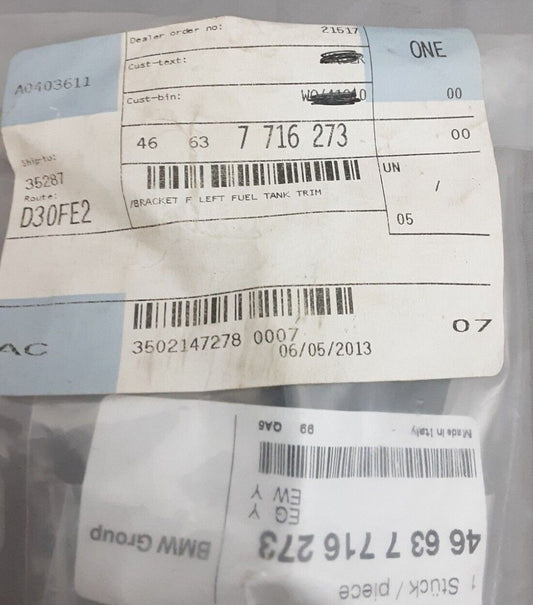 Dealer order no: 21517
ONE
Cust-text:
A0403611
Cust-bin:
00
46 63 7 716 273
00
Ship-to:
35287
UN
/
Route:
D30FE2
/BRACKET F LEFT FUEL TANK TRIM
05
AC
3502147278 0007
06/05/2013
07
1 Stück / piece
46 63 7 716 273
BMW Group
EG Y
EW Y
Made in Italy
99 QA6